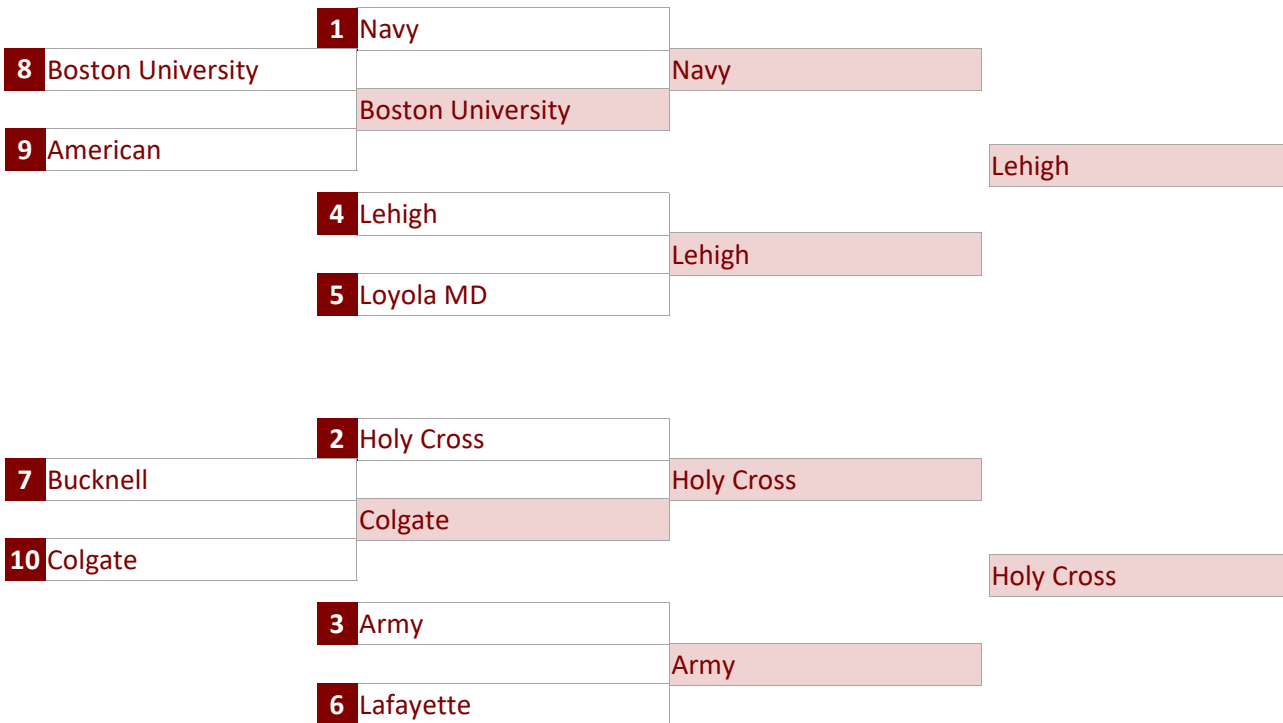 1 Navy
8 Boston University
Navy
Boston University
9 American
Lehigh
4 Lehigh
Lehigh
5 Loyola MD
2 Holy Cross
7 Bucknell
Holy Cross
Colgate
10 Colgate
Holy Cross
3 Army
Army
6 Lafayette